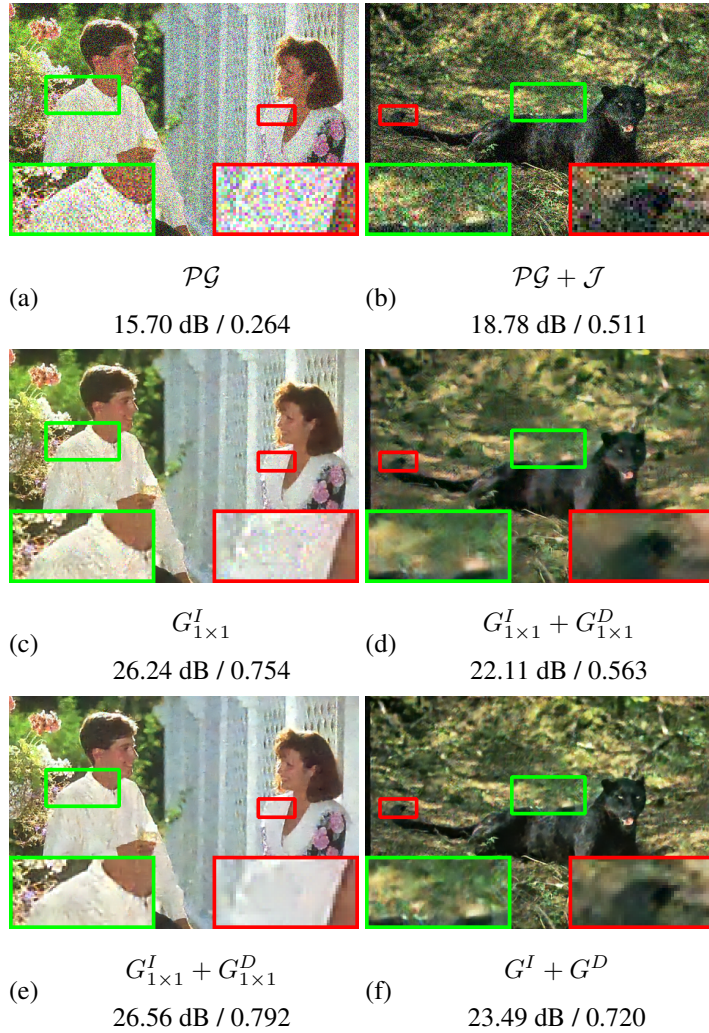 𝒫𝒢
(a)
15.70 dB / 0.264
𝒫𝒢 + 𝒥
(b)
18.78 dB / 0.511
G^I_{1×1}
(c)
26.24 dB / 0.754
G^I_{1×1} + G^D_{1×1}
(d)
22.11 dB / 0.563
G^I_{1×1} + G^D_{1×1}
(e)
26.56 dB / 0.792
G^I + G^D
(f)
23.49 dB / 0.720